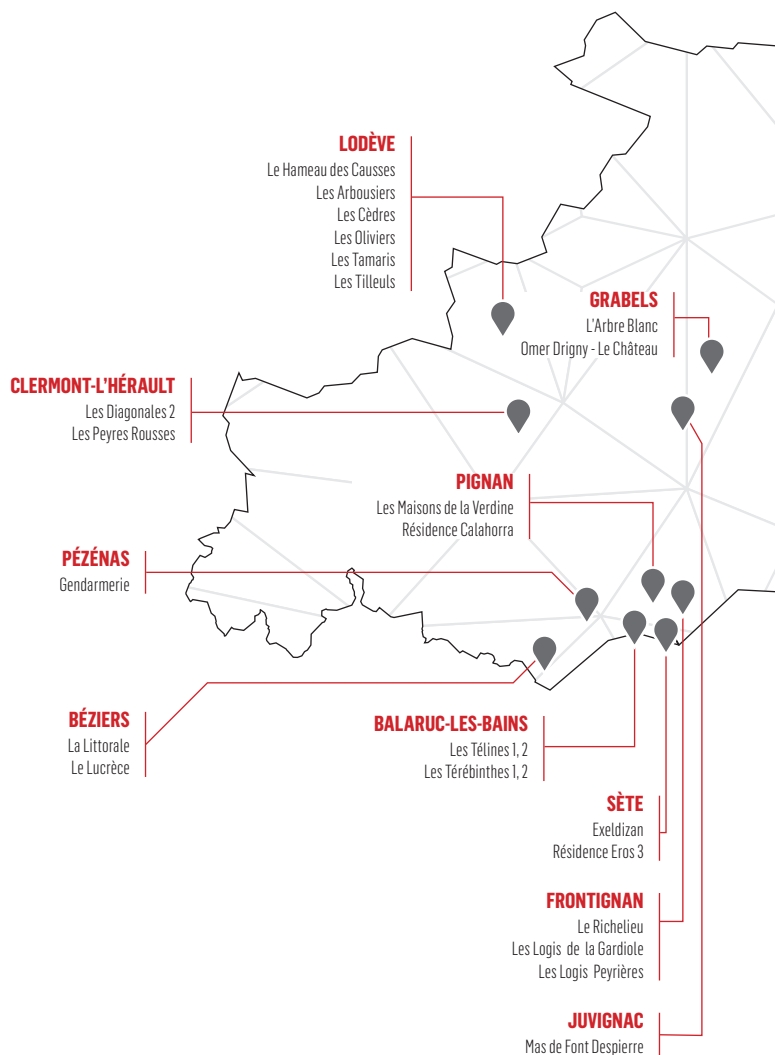 LODÈVE
Le Hameau des Causses
Les Arbousiers
Les Cèdres
Les Oliviers
Les Tamaris
Les Tilleuls
GRABELS
L'Arbre Blanc
Omer Drigny - Le Château
CLERMONT-L'HÉRAULT
Les Diagonales 2
Les Peyres Rousses
PIGNAN
Les Maisons de la Verdine
Résidence Calahorra
PÉZÉNAS
Gendarmerie
BÉZIERS
La Littorale
Le Lucrèce
BALARUC-LES-BAINS
Les Télines 1, 2
Les Térébinthes 1, 2
SÈTE
Exeldizan
Résidence Eros 3
FRONTIGNAN
Le Richelieu
Les Logis de la Gardiole
Les Logis Peyrières
JUVIGNAC
Mas de Font Despierre